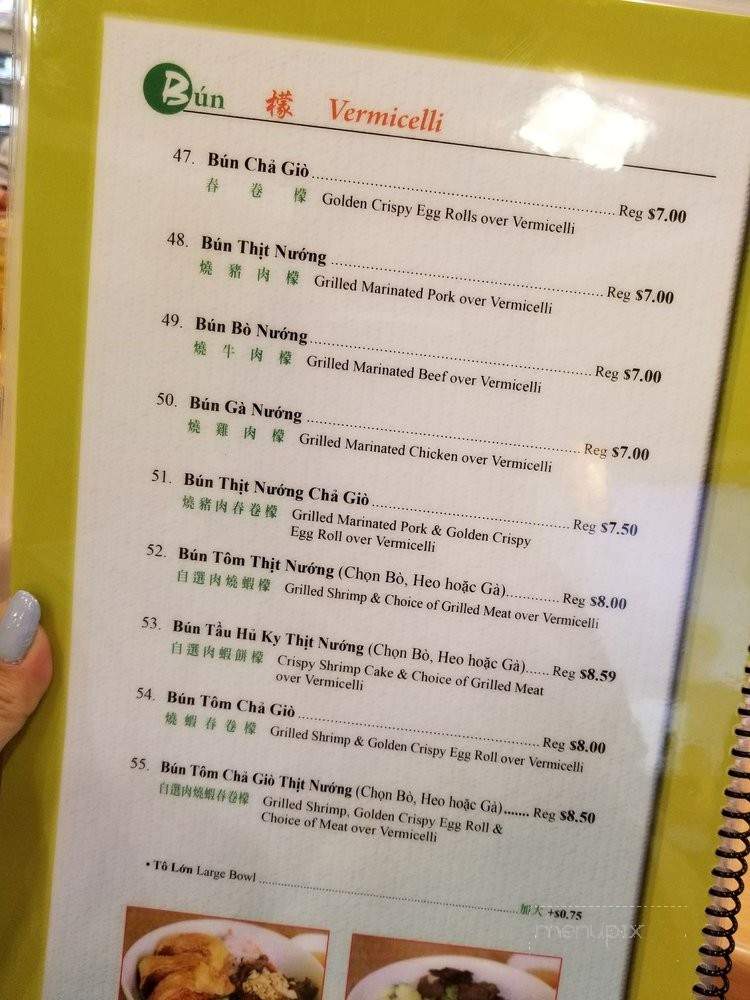 Bún 檬 Vermicelli
47. Bún Chả Giò Reg $7.00
春卷檬 Golden Crispy Egg Rolls over Vermicelli
48. Bún Thịt Nướng Reg $7.00
燒豬肉檬 Grilled Marinated Pork over Vermicelli
49. Bún Bò Nướng Reg $7.00
燒牛肉檬 Grilled Marinated Beef over Vermicelli
50. Bún Gà Nướng Reg $7.00
燒雞肉檬 Grilled Marinated Chicken over Vermicelli
51. Bún Thịt Nướng Chả Giò Reg $7.50
燒豬肉春卷檬 Grilled Marinated Pork & Golden Crispy
Egg Roll over Vermicelli
52. Bún Tôm Thịt Nướng (Chọn Bò, Heo hoặc Gà) Reg $8.00
自選肉燒蝦檬 Grilled Shrimp & Choice of Grilled Meat over Vermicelli
53. Bún Tầu Hủ Ky Thịt Nướng (Chọn Bò, Heo hoặc Gà) Reg $8.59
自選肉蝦餅檬 Crispy Shrimp Cake & Choice of Grilled Meat
over Vermicelli
54. Bún Tôm Chả Giò Reg $8.00
燒蝦春卷檬 Grilled Shrimp & Golden Crispy Egg Roll over Vermicelli
55. Bún Tôm Chả Giò Thịt Nướng (Chọn Bò, Heo hoặc Gà) Reg $8.50
自選肉燒蝦春卷檬 Grilled Shrimp, Golden Crispy Egg Roll &
Choice of Meat over Vermicelli
• Tô Lớn Large Bowl 加大 +$0.75
menupix